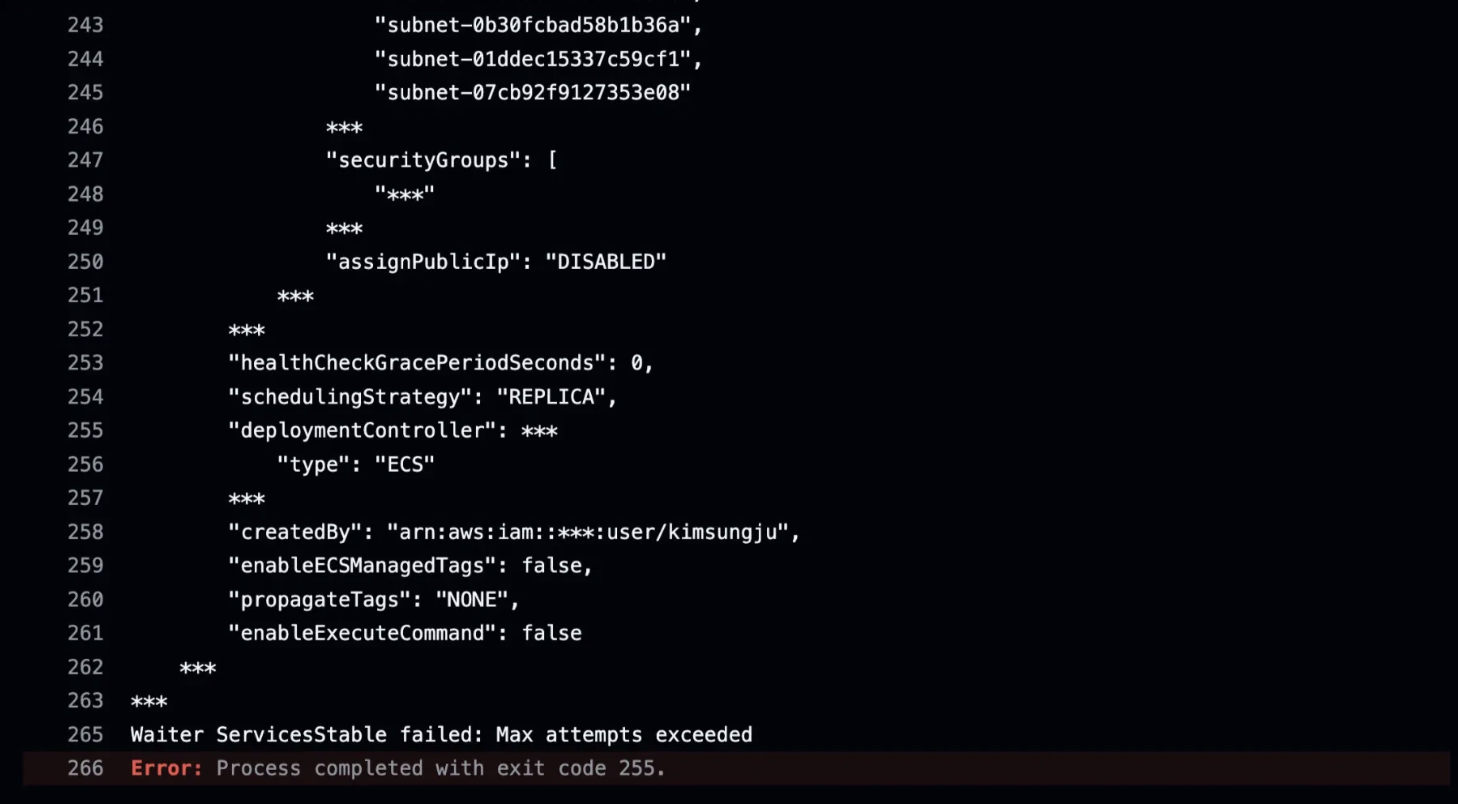 243 "subnet-0b30fcbad58b1b36a",
244 "subnet-01ddec15337c59cf1",
245 "subnet-07cb92f9127353e08"
246 ***
247 "securityGroups": [
248 "***"
249 ***
250 "assignPublicIp": "DISABLED"
251 ***
252 ***
253 "healthCheckGracePeriodSeconds": 0,
254 "schedulingStrategy": "REPLICA",
255 "deploymentController": ***
256 "type": "ECS"
257 ***
258 "createdBy": "arn:aws:iam::***:user/kimsungju",
259 "enableECSManagedTags": false,
260 "propagateTags": "NONE",
261 "enableExecuteCommand": false
262 ***
263 ***
265 Waiter ServicesStable failed: Max attempts exceeded
266 Error: Process completed with exit code 255.